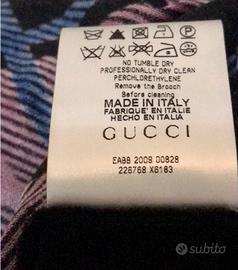 NO TUMBLE DRY
PROFESSIONALLY DRY CLEAN
PERCHLORETHYLENE
Remove the Brooch
Before cleaning
MADE IN ITALY
FABRIQUÉ EN ITALIE
HECHO EN ITALIA
GUCCI
EABB 2009 00828
226768 X6183
subito